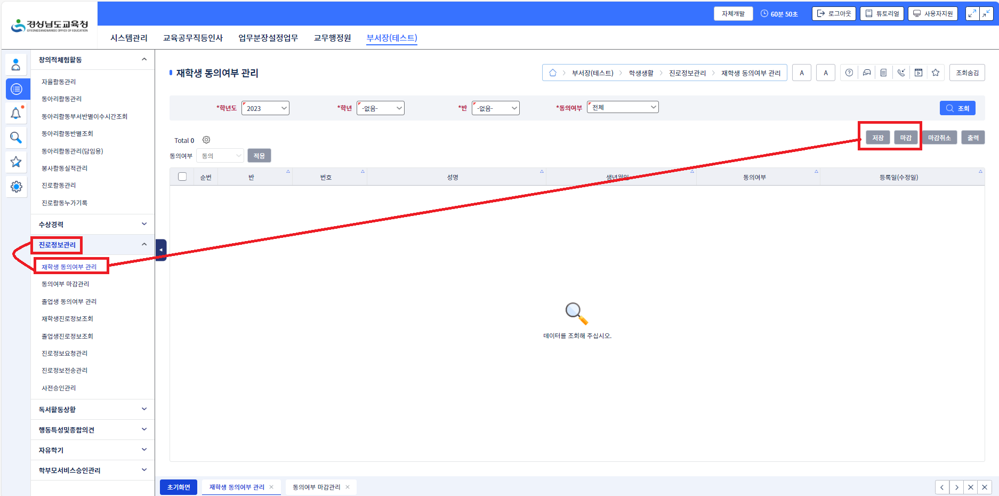 경상남도교육청
GYEONGSANGNAMDO OFFICE OF EDUCATION
자체개발
60분 50초
로그아웃
튜토리얼
사용자지원
시스템관리
교육공무직등인사
업무분장설정업무
교무행정원
부서장(테스트)
창의적체험활동
자율활동관리
동아리활동관리
동아리활동부서반별이수시간조회
동아리활동반별조회
동아리활동관리(담임용)
봉사활동실적관리
진로활동관리
진로활동누가기록
수상경력
진로정보관리
재학생 동의여부 관리
동의여부 마감관리
졸업생 동의여부 관리
재학생진로정보조회
졸업생진로정보조회
진로정보요청관리
진로정보전송관리
사전승인관리
독서활동상황
행동특성및종합의견
자유학기
학부모서비스승인관리
재학생 동의여부 관리
부서장(테스트) > 학생생활 > 진로정보관리 > 재학생 동의여부 관리
A
A
조회숨김
*학년도 2023
*학년 -없음-
*반 -없음-
*동의여부 전체
조회
Total 0
저장
마감
마감취소
출력
동의여부 동의 적용
순번 반 번호 성명 생년월일 동의여부 등록일(수정일)
데이터를 조회해 주십시오.
초기화면
재학생 동의여부 관리 ×
동의여부 마감관리 ×